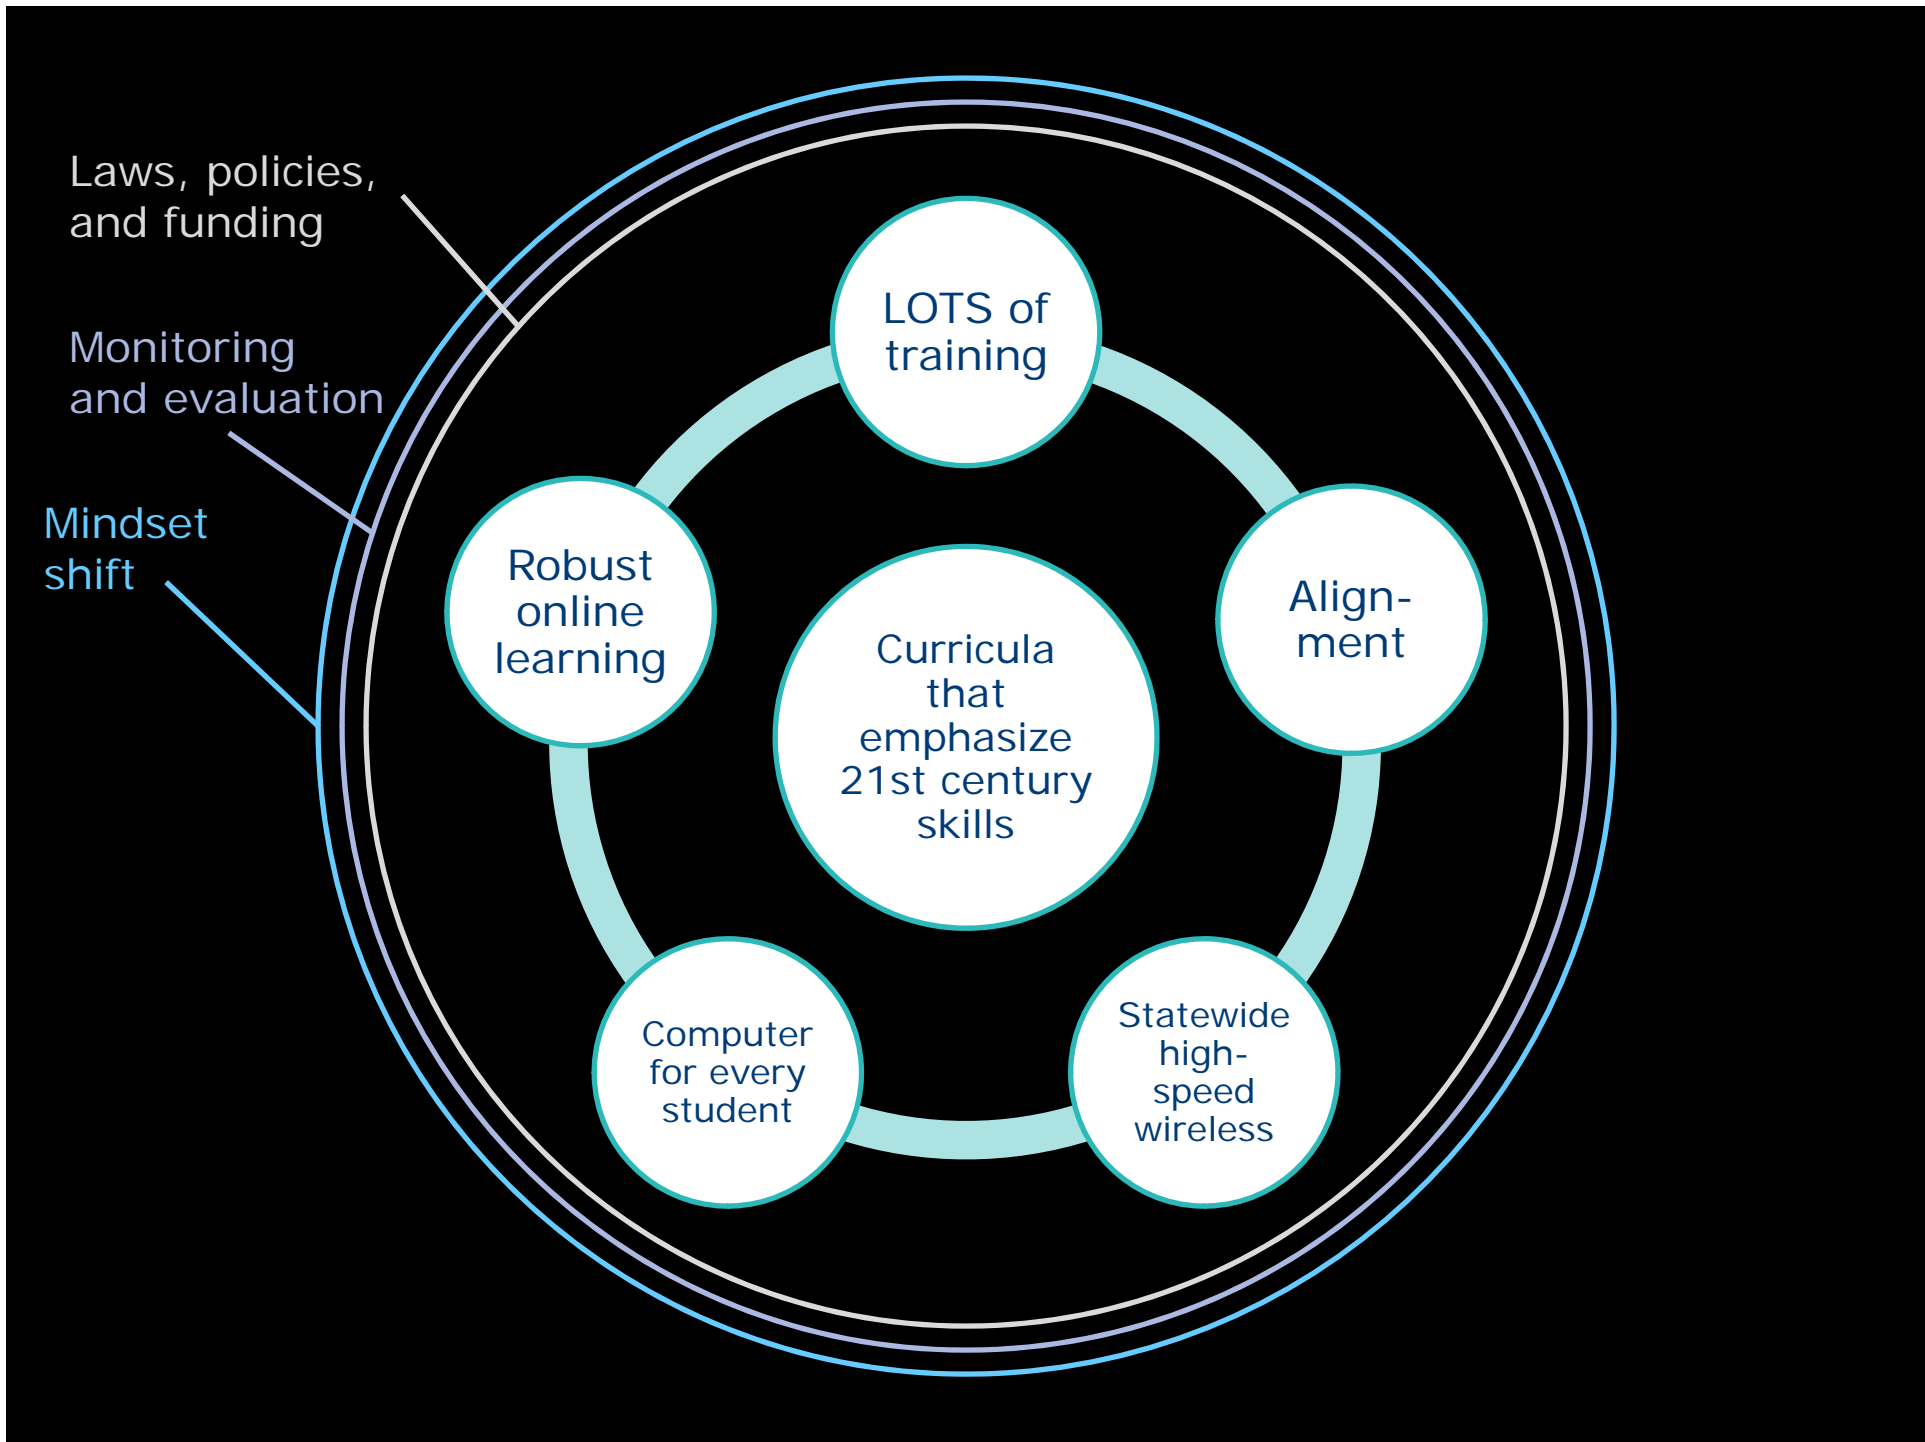 Laws, policies,
and funding
Monitoring
and evaluation
Mindset
shift
LOTS of
training
Robust
online
learning
Align-
ment
Curricula
that
emphasize
21st century
skills
Computer
for every
student
Statewide
high-
speed
wireless